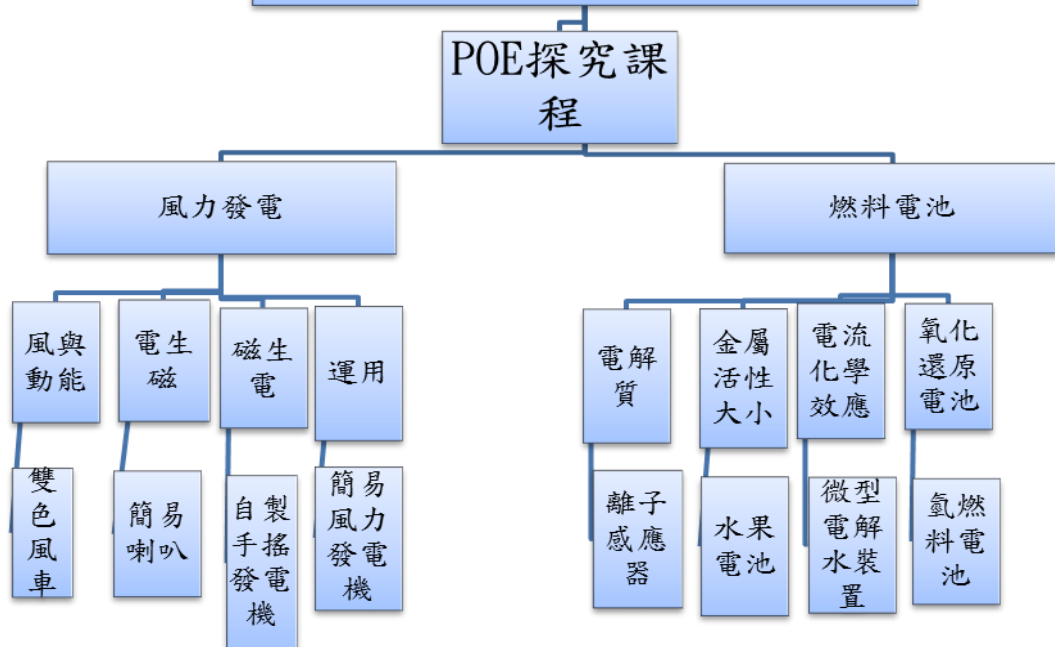 POE探究課
程
風力發電
燃料電池
風與
動能
電生
磁
磁生
電
運用
電解
質
金屬
活性
大小
電流
化學
效應
氧化
還原
電池
雙
色
風
車
簡易
喇叭
自製
手搖
發電
機
簡易
風力
發電
機
離子
感應
器
水果
電池
微型
電解
水裝
置
氫燃
料電
池